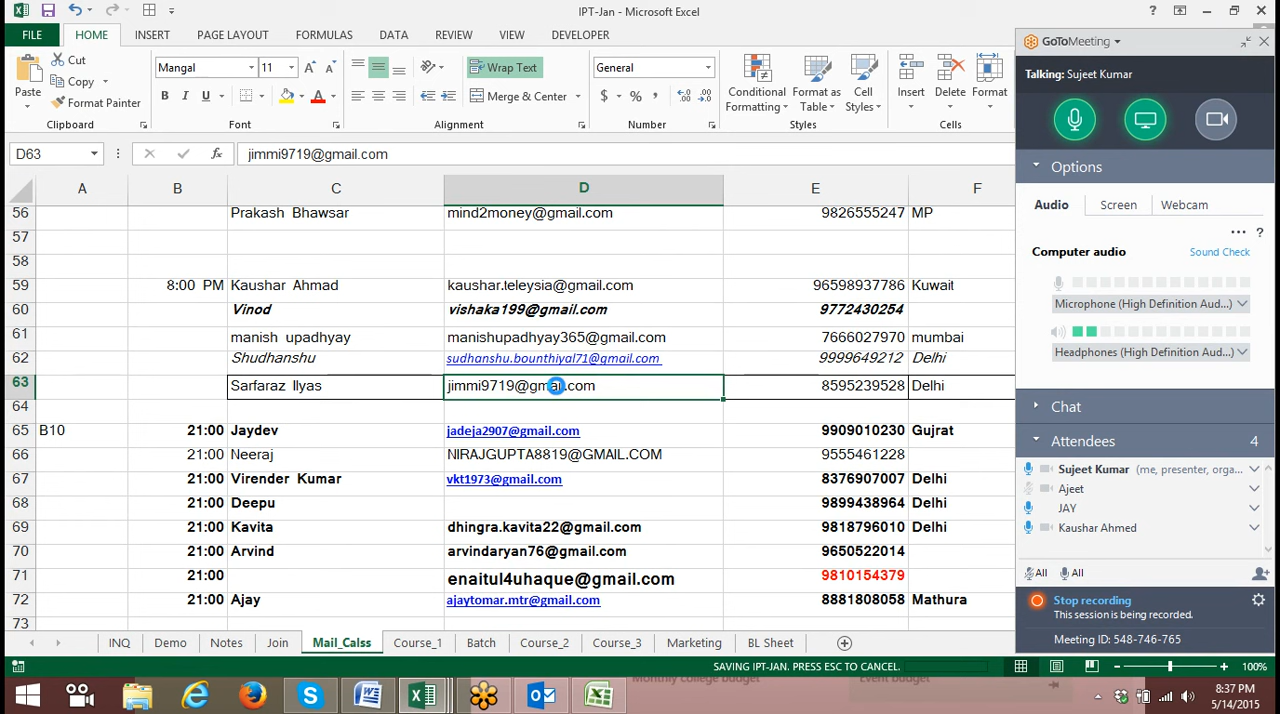 IPT-Jan - Microsoft Excel
FILE HOME INSERT PAGE LAYOUT FORMULAS DATA REVIEW VIEW DEVELOPER
Paste Cut Copy Format Painter
Mangal 11 B I U
Wrap Text Merge & Center
General $ % ,
Conditional Formatting Format as Table Cell Styles Insert Delete Format
Clipboard Font Alignment Number Styles Cells
D63 fx jimmi9719@gmail.com
A B C D E F
56 Prakash Bhawsar mind2money@gmail.com 9826555247 MP
57
58
59 8:00 PM Kaushar Ahmad kaushar.teleysia@gmail.com 96598937786 Kuwait
60 Vinod vishaka199@gmail.com 9772430254
61 manish upadhyay manishupadhyay365@gmail.com 7666027970 mumbai
62 Shudhanshu sudhanshu.bounthiyal71@gmail.com 9999649212 Delhi
63 Sarfaraz Ilyas jimmi9719@gmail.com 8595239528 Delhi
64
65 B10 21:00 Jaydev jadeja2907@gmail.com 9909010230 Gujrat
66 21:00 Neeraj NIRAJGUPTA8819@GMAIL.COM 9555461228
67 21:00 Virender Kumar vkt1973@gmail.com 8376907007 Delhi
68 21:00 Deepu 9899438964 Delhi
69 21:00 Kavita dhingra.kavita22@gmail.com 9818796010 Delhi
70 21:00 Arvind arvindaryan76@gmail.com 9650522014
71 21:00 enaitul4uhaque@gmail.com 9810154379
72 21:00 Ajay ajaytomar.mtr@gmail.com 8881808058 Mathura
73
INQ Demo Notes Join Mail_Calss Course_1 Batch Course_2 Course_3 Marketing BL Sheet
SAVING IPT-JAN. PRESS ESC TO CANCEL. 100%
Monthly college budget Event budget
GoToMeeting
Talking: Sujeet Kumar
Options
Audio Screen Webcam
... ?
Computer audio Sound Check
Microphone (High Definition Aud...)
Headphones (High Definition Aud...)
Chat
Attendees 4
Sujeet Kumar (me, presenter, orga...
Ajeet
JAY
Kaushar Ahmed
All All
Stop recording
This session is being recorded.
Meeting ID: 548-746-765
8:37 PM
5/14/2015